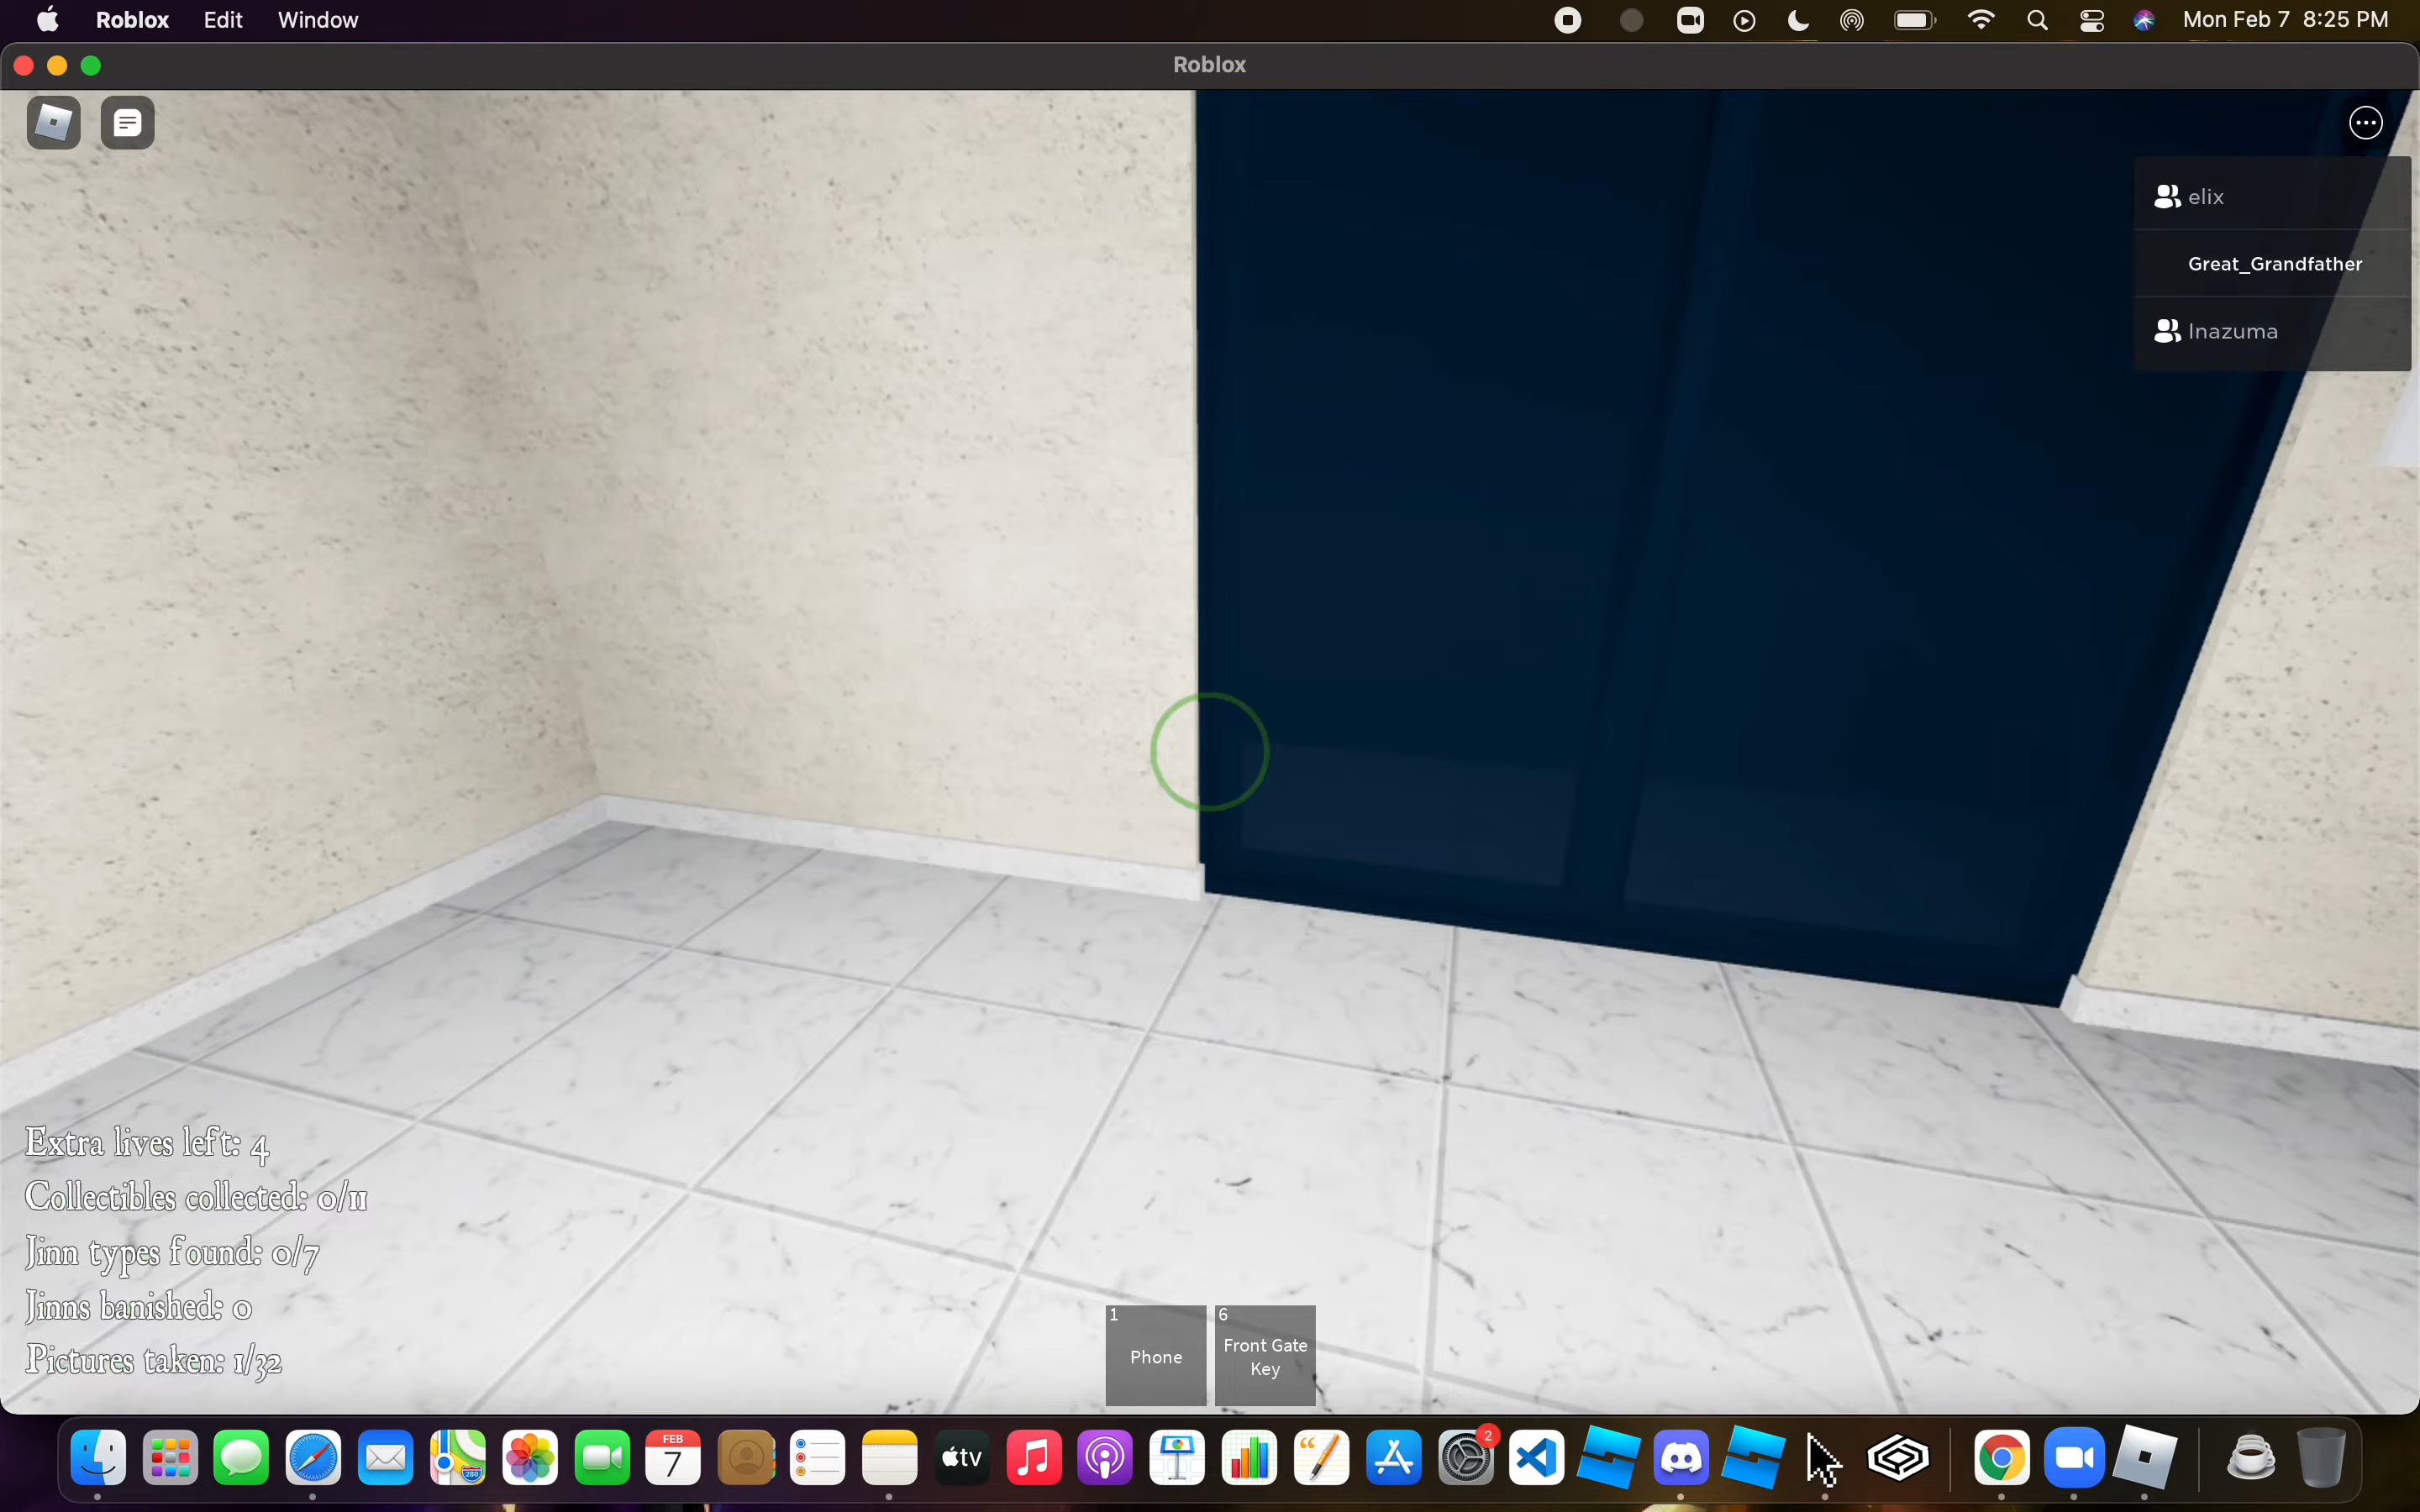 Roblox Edit Window
Mon Feb 7 8:25 PM
Roblox
elix
Great_Grandfather
Inazuma
Extra lives left: 4
Collectibles collected: 0/11
Jinn types found: 0/7
Jinns banished: 0
Pictures taken: 1/32
1
Phone
6
Front Gate
Key
280
FEB
7
tv
2